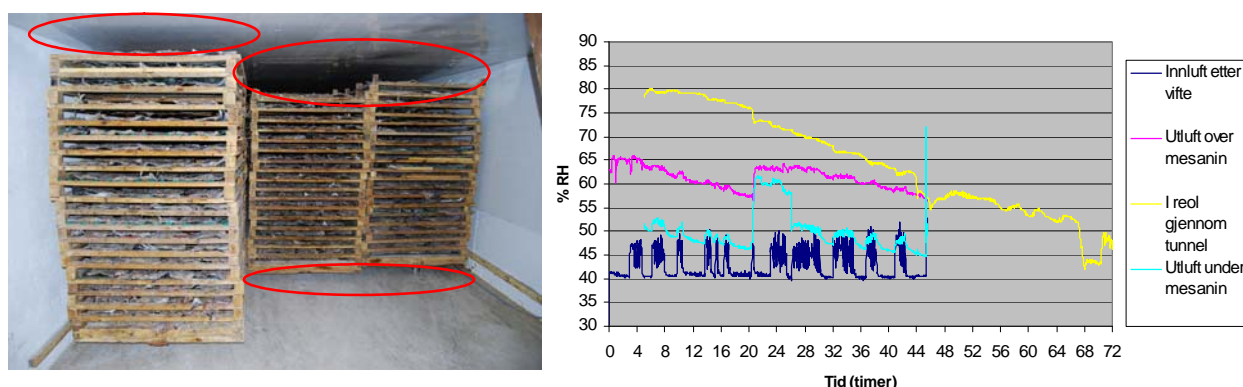 90
85
80
75
70
65
60
55
50
45
40
35
30
% RH
0 4 8 12 16 20 24 28 32 36 40 44 48 52 56 60 64 68 72
Tid (timer)
Innluft etter
vifte
Utluft over
mesanin
I reol
gjennom
tunnel
Utluft under
mesanin